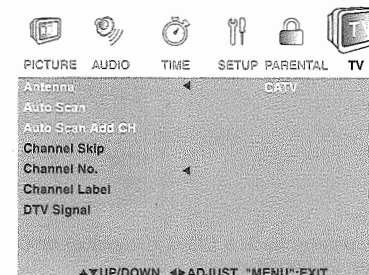 PICTURE AUDIO TIME SETUP PARENTAL TV
Antenna ◀ CATV
Auto Scan
Auto Scan Add CH
Channel Skip
Channel No. ◀
Channel Label
DTV Signal
▲▼UP/DOWN ◀▶ADJUST "MENU":EXIT